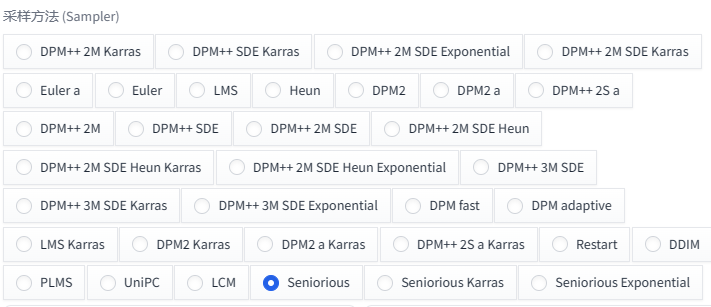 采样方法 (Sampler)
DPM++ 2M Karras DPM++ SDE Karras DPM++ 2M SDE Exponential DPM++ 2M SDE Karras
Euler a Euler LMS Heun DPM2 DPM2 a DPM++ 2S a
DPM++ 2M DPM++ SDE DPM++ 2M SDE DPM++ 2M SDE Heun
DPM++ 2M SDE Heun Karras DPM++ 2M SDE Heun Exponential DPM++ 3M SDE
DPM++ 3M SDE Karras DPM++ 3M SDE Exponential DPM fast DPM adaptive
LMS Karras DPM2 Karras DPM2 a Karras DPM++ 2S a Karras Restart DDIM
PLMS UniPC LCM Seniorious Seniorious Karras Seniorious Exponential